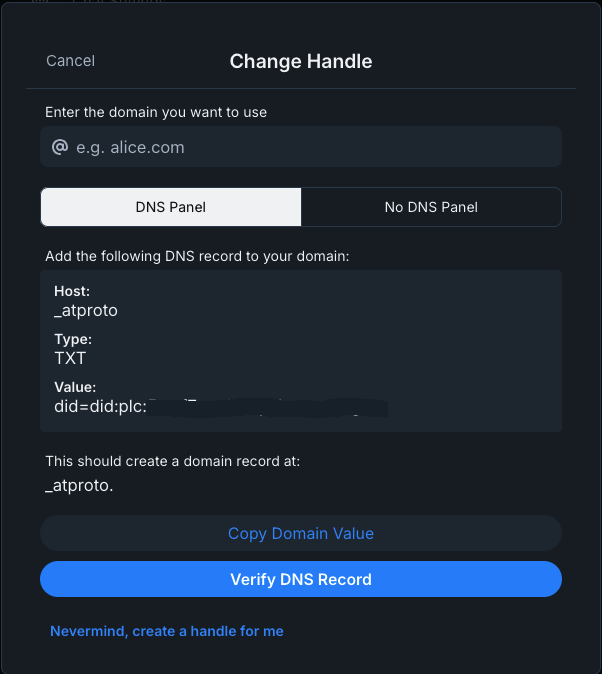 Cancel
Change Handle
Enter the domain you want to use
@ e.g. alice.com
DNS Panel
No DNS Panel
Add the following DNS record to your domain:
Host:
_atproto
Type:
TXT
Value:
did=did:plc:
This should create a domain record at:
_atproto.
Copy Domain Value
Verify DNS Record
Nevermind, create a handle for me